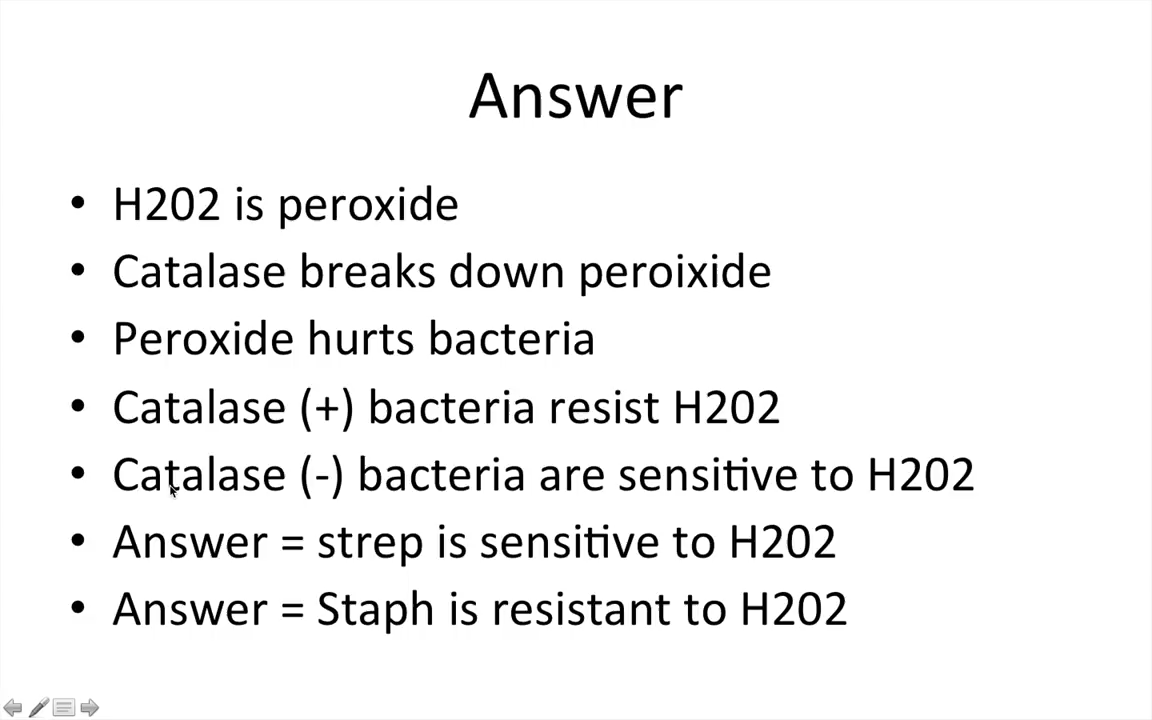 Answer
• H202 is peroxide
• Catalase breaks down peroixide
• Peroxide hurts bacteria
• Catalase (+) bacteria resist H202
• Catalase (-) bacteria are sensitive to H202
• Answer = strep is sensitive to H202
• Answer = Staph is resistant to H202